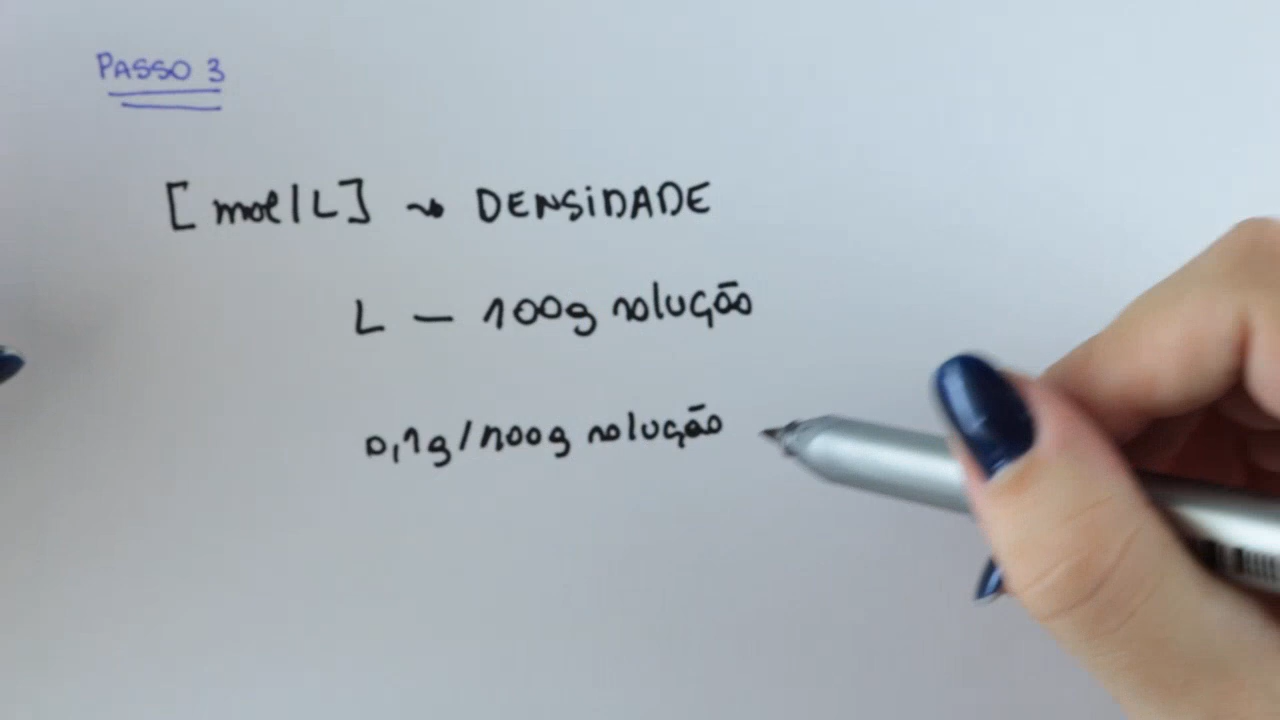 PASSO 3
[mol/L] ⇝ DENSiDADE
L — 100g solução
0,1g/100g solução